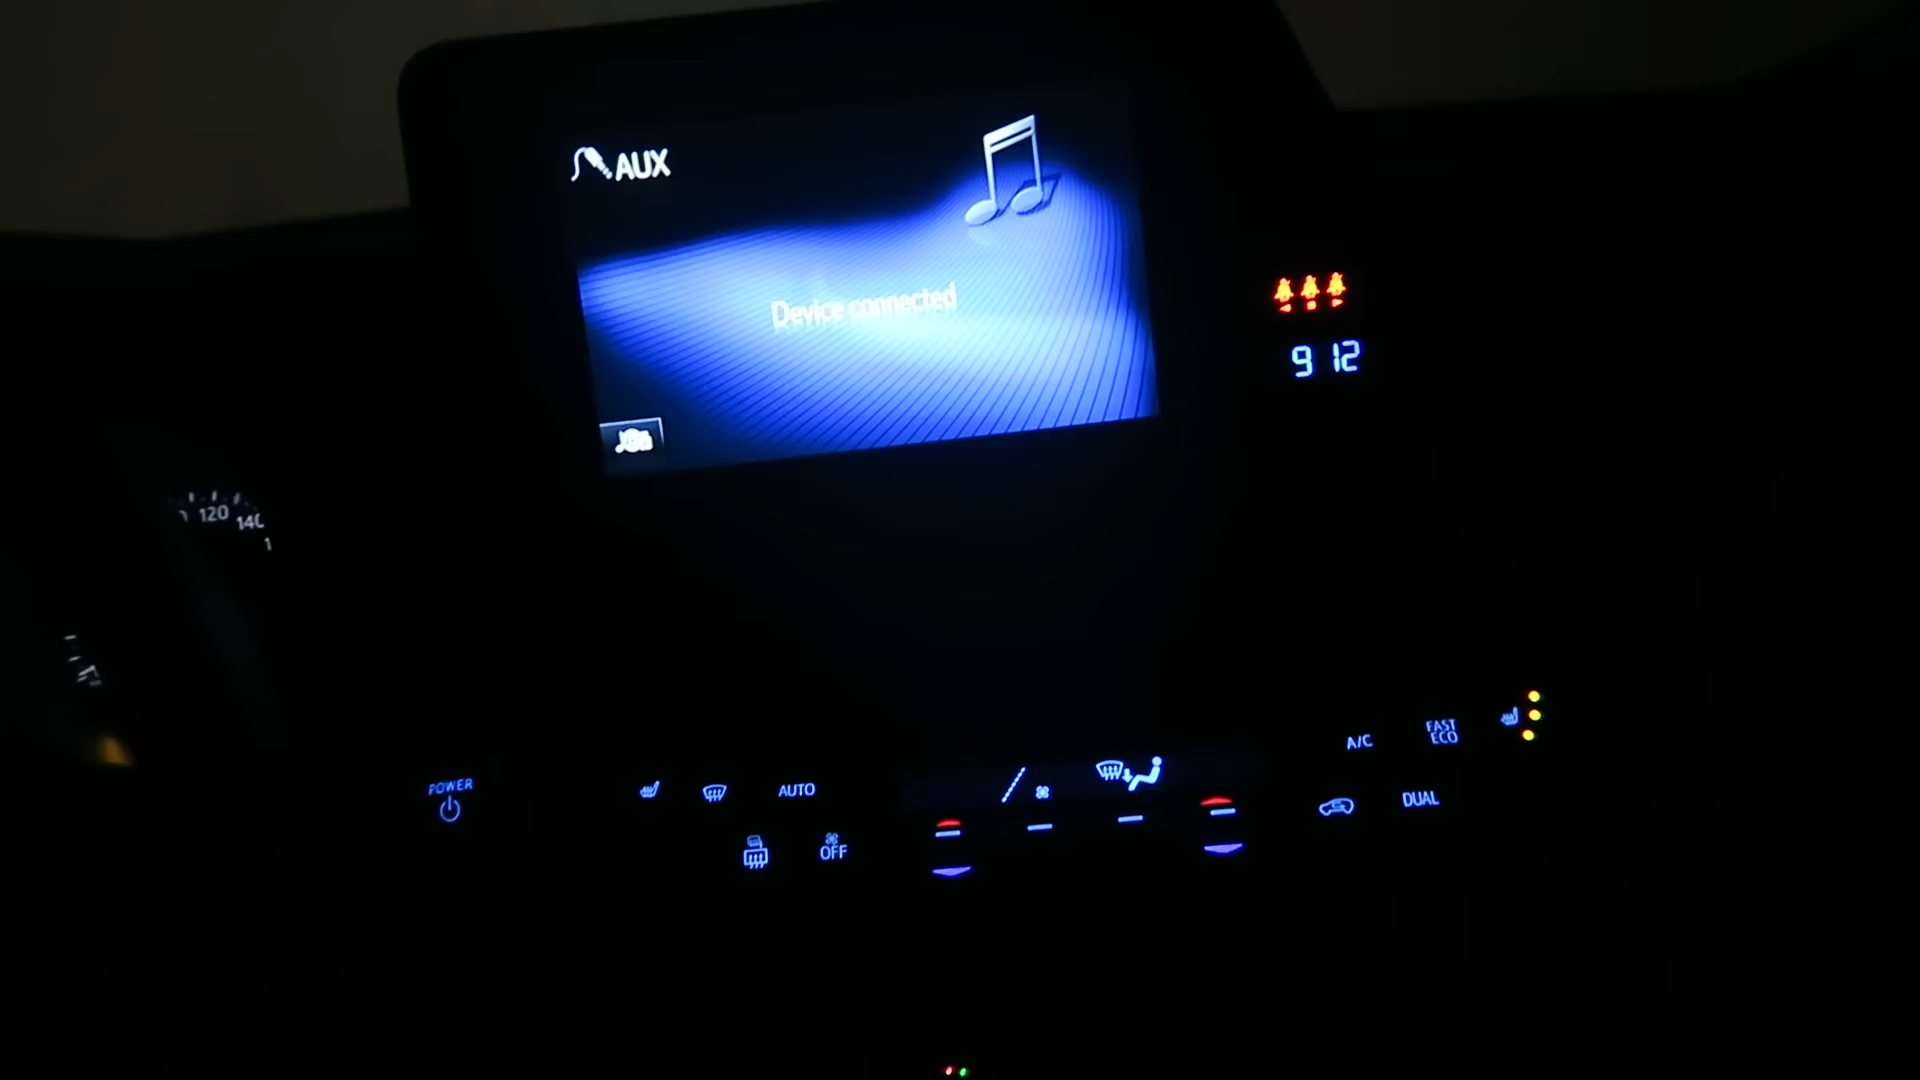 AUX
Device connected
9 12
120
140
POWER
AUTO
OFF
A/C
FAST
ECO
DUAL